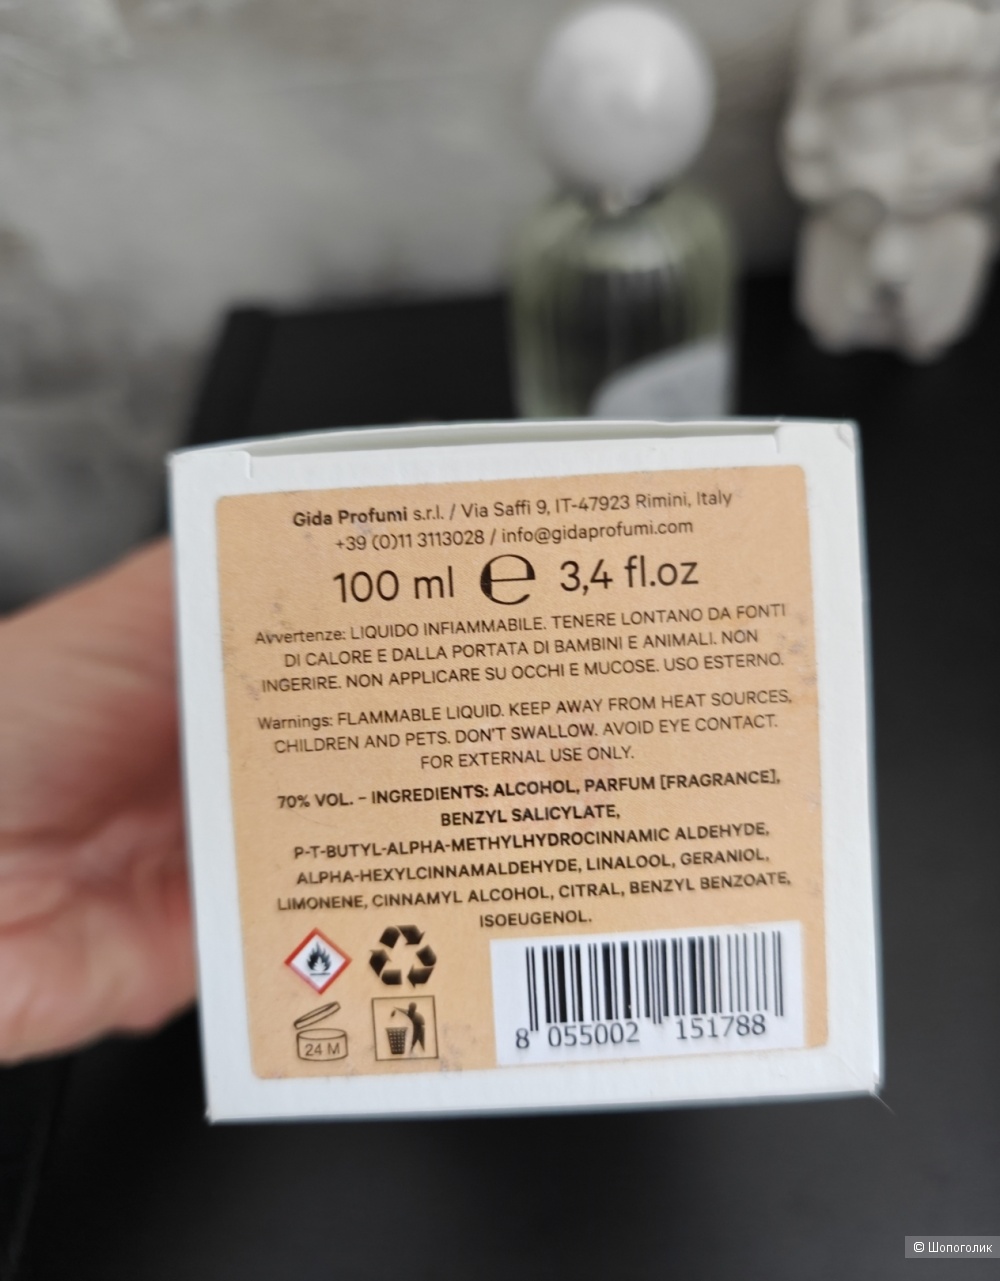 Gida Profumi s.r.l. / Via Saffi 9, IT-47923 Rimini, Italy
+39 (0)11 3113028 / info@gidaprofumi.com
100 ml e 3,4 fl.oz
Avvertenze: LIQUIDO INFIAMMABILE. TENERE LONTANO DA FONTI
DI CALORE E DALLA PORTATA DI BAMBINI E ANIMALI. NON
INGERIRE. NON APPLICARE SU OCCHI E MUCOSE. USO ESTERNO.
Warnings: FLAMMABLE LIQUID. KEEP AWAY FROM HEAT SOURCES,
CHILDREN AND PETS. DON'T SWALLOW. AVOID EYE CONTACT.
FOR EXTERNAL USE ONLY.
70% VOL. – INGREDIENTS: ALCOHOL, PARFUM [FRAGRANCE],
BENZYL SALICYLATE,
P-T-BUTYL-ALPHA-METHYLHYDROCINNAMIC ALDEHYDE,
ALPHA-HEXYLCINNAMALDEHYDE, LINALOOL, GERANIOL,
LIMONENE, CINNAMYL ALCOHOL, CITRAL, BENZYL BENZOATE,
ISOEUGENOL.
24 M
8 055002 151788
© Шопоголик